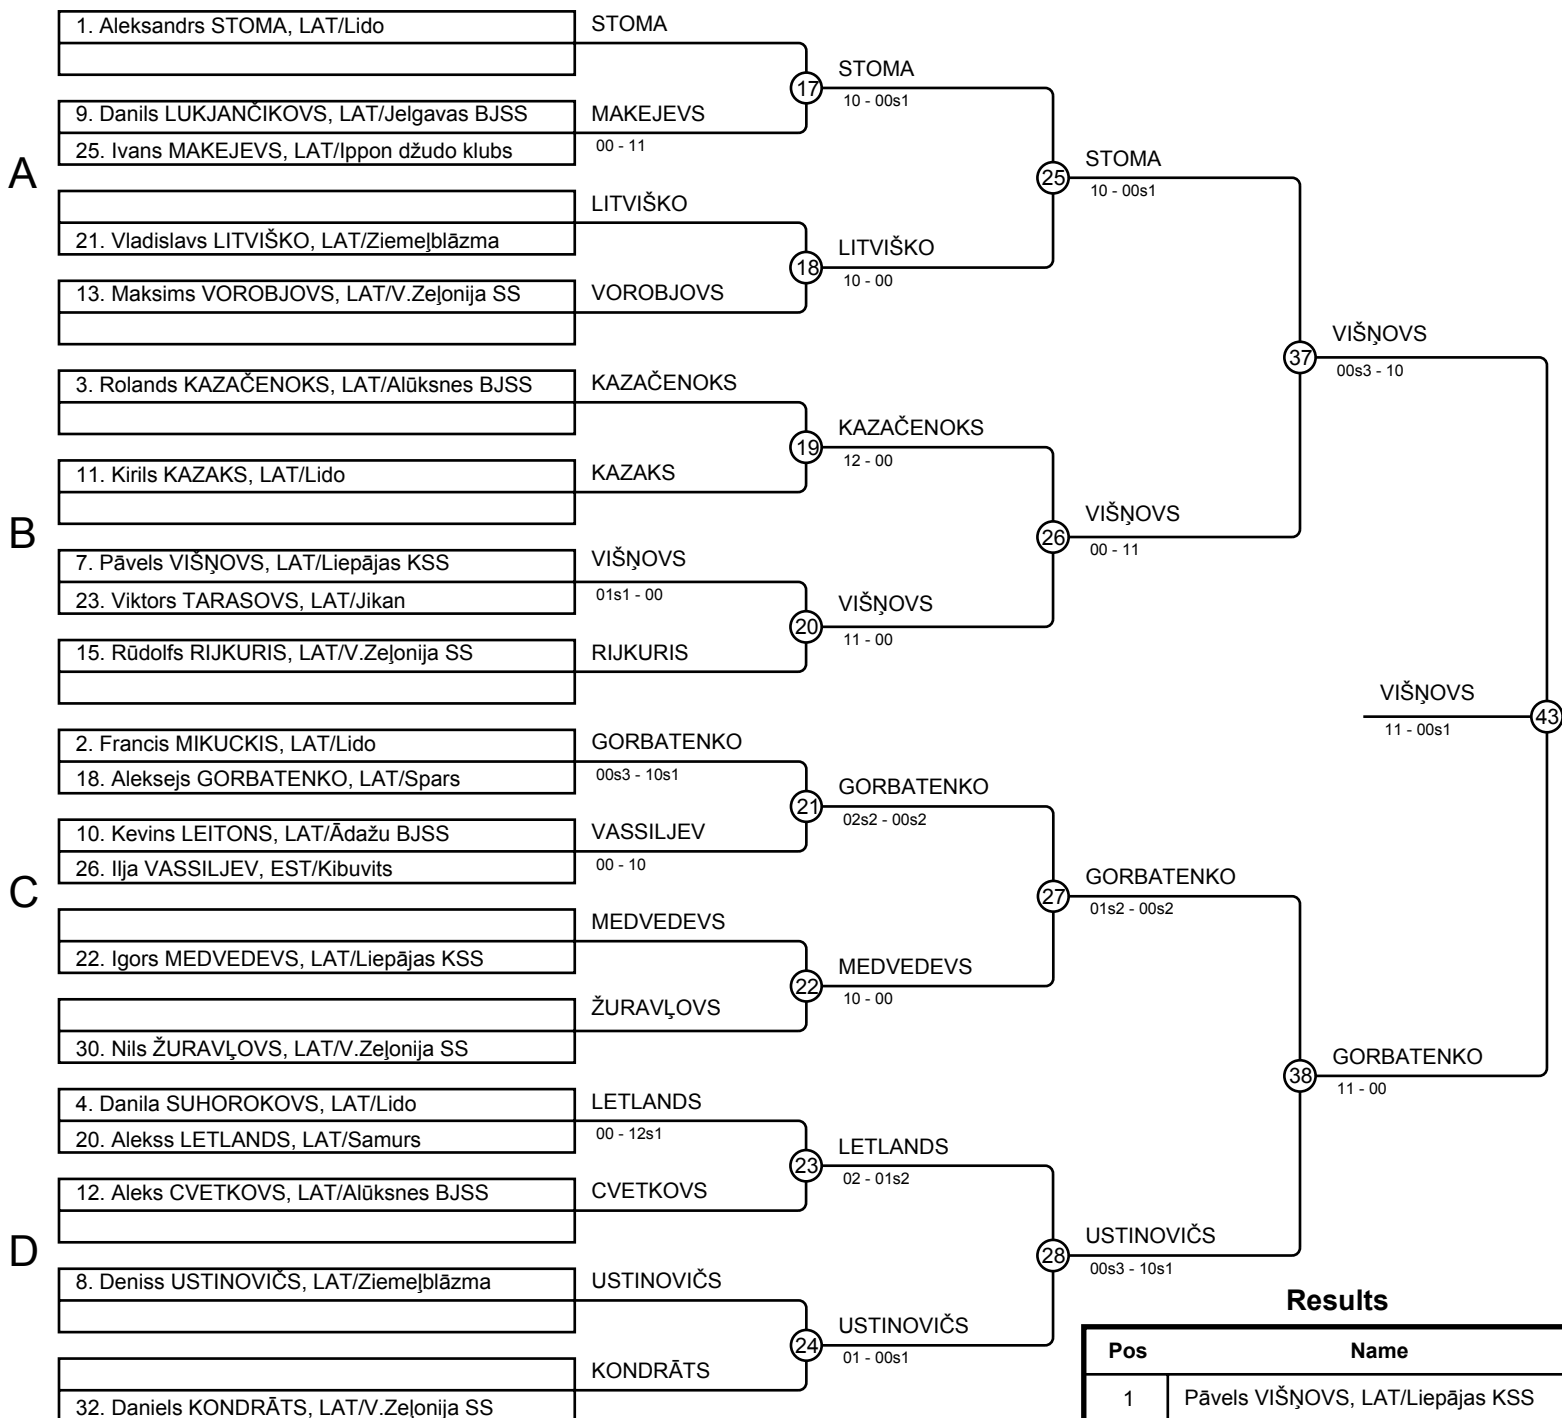 A
1. Aleksandrs STOMA, LAT/Lido
9. Danils LUKJANČIKOVS, LAT/Jelgavas BJSS
25. Ivans MAKEJEVS, LAT/Ippon džudo klubs
21. Vladislavs LITVIŠKO, LAT/Ziemeļblāzma
13. Maksims VOROBJOVS, LAT/V.Zeļonija SS
B
3. Rolands KAZAČENOKS, LAT/Alūksnes BJSS
11. Kirils KAZAKS, LAT/Lido
7. Pāvels VIŠŅOVS, LAT/Liepājas KSS
23. Viktors TARASOVS, LAT/Jikan
15. Rūdolfs RIJKURIS, LAT/V.Zeļonija SS
C
2. Francis MIKUCKIS, LAT/Lido
18. Aleksejs GORBATENKO, LAT/Spars
10. Kevins LEITONS, LAT/Ādažu BJSS
26. Ilja VASSILJEV, EST/Kibuvits
22. Igors MEDVEDEVS, LAT/Liepājas KSS
30. Nils ŽURAVĻOVS, LAT/V.Zeļonija SS
D
4. Danila SUHOROKOVS, LAT/Lido
20. Alekss LETLANDS, LAT/Samurs
12. Aleks CVETKOVS, LAT/Alūksnes BJSS
8. Deniss USTINOVIČS, LAT/Ziemeļblāzma
32. Daniels KONDRĀTS, LAT/V.Zeļonija SS
STOMA
MAKEJEVS
00 - 11
LITVIŠKO
VOROBJOVS
KAZAČENOKS
KAZAKS
VIŠŅOVS
01s1 - 00
RIJKURIS
GORBATENKO
00s3 - 10s1
VASSILJEV
00 - 10
MEDVEDEVS
ŽURAVĻOVS
LETLANDS
00 - 12s1
CVETKOVS
USTINOVIČS
KONDRĀTS
17
STOMA
10 - 00s1
18
LITVIŠKO
10 - 00
19
KAZAČENOKS
12 - 00
20
VIŠŅOVS
11 - 00
21
GORBATENKO
02s2 - 00s2
22
MEDVEDEVS
10 - 00
23
LETLANDS
02 - 01s2
24
USTINOVIČS
01 - 00s1
25
STOMA
10 - 00s1
26
VIŠŅOVS
00 - 11
27
GORBATENKO
01s2 - 00s2
28
USTINOVIČS
00s3 - 10s1
37
VIŠŅOVS
00s3 - 10
38
GORBATENKO
11 - 00
VIŠŅOVS
43
11 - 00s1
Results
Pos Name
1 Pāvels VIŠŅOVS, LAT/Liepājas KSS